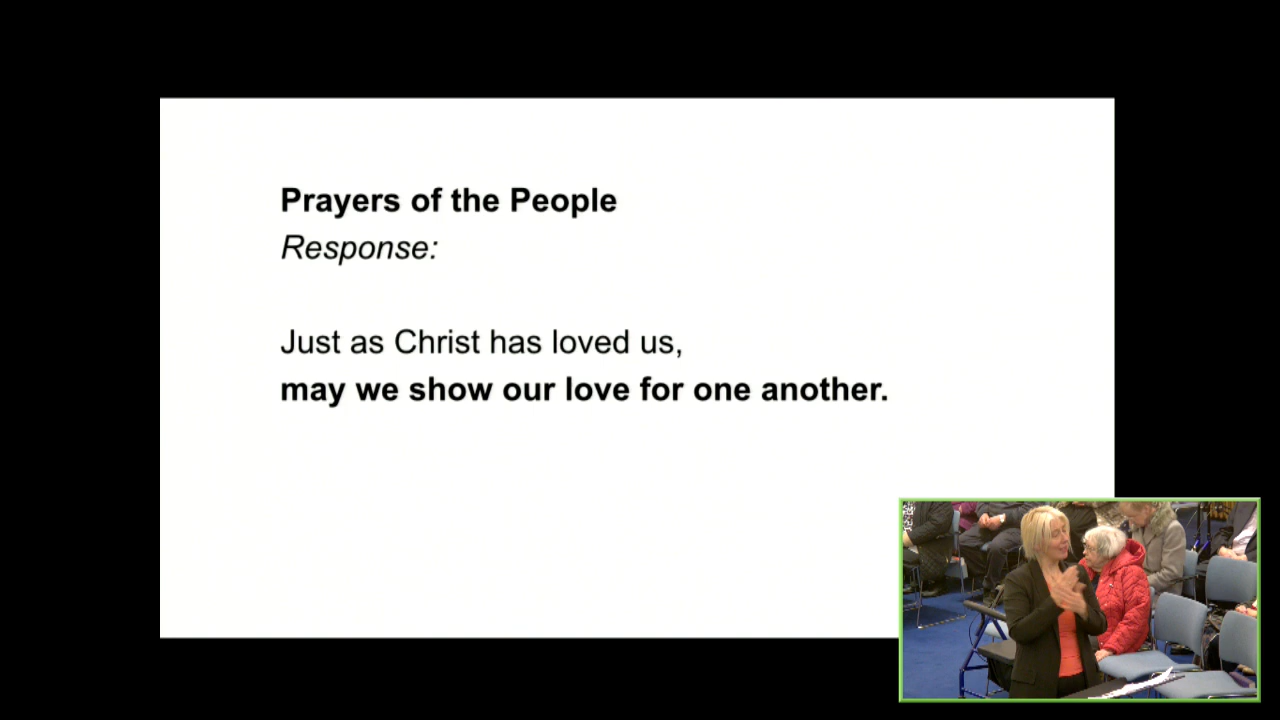 Prayers of the People
Response:
Just as Christ has loved us,
may we show our love for one another.